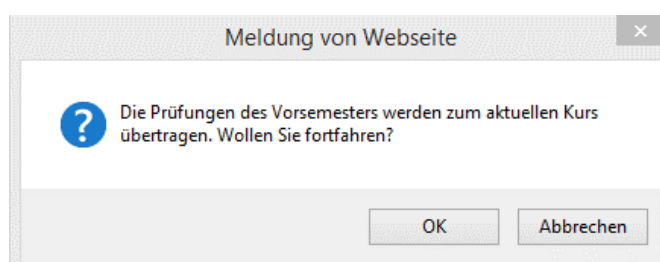 Meldung von Webseite
Die Prüfungen des Vorsemesters werden zum aktuellen Kurs
übertragen. Wollen Sie fortfahren?
OK Abbrechen